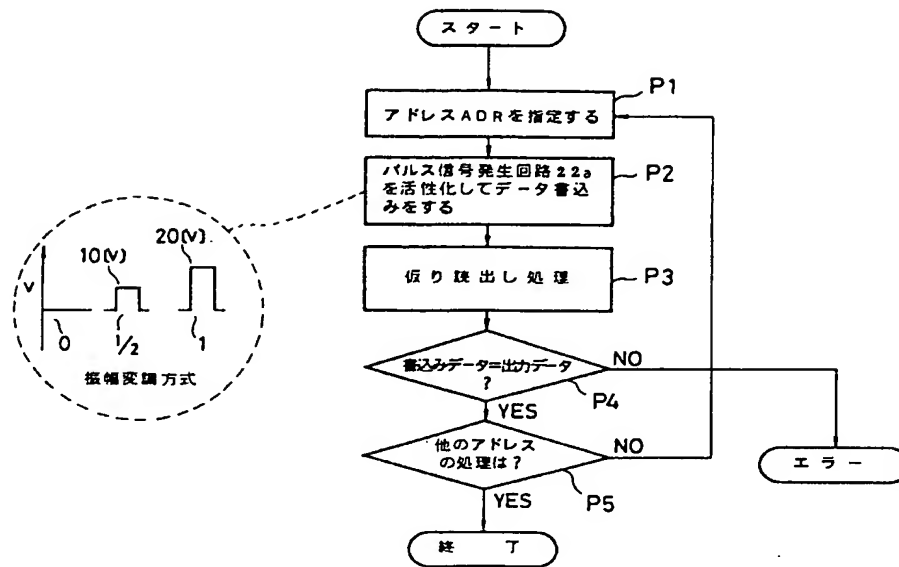 スタート
P1
アドレスADRを指定する
パルス信号発生回路22a
を活性化してデータ書込
みをする
P2
20(V)
10(V)
V
0
1/2
1
振幅変調方式
仮り読出し処理
P3
書込みデータ=出力データ
?
NO
P4
YES
他のアドレス
の処理は?
NO
P5
YES
エラー
終了